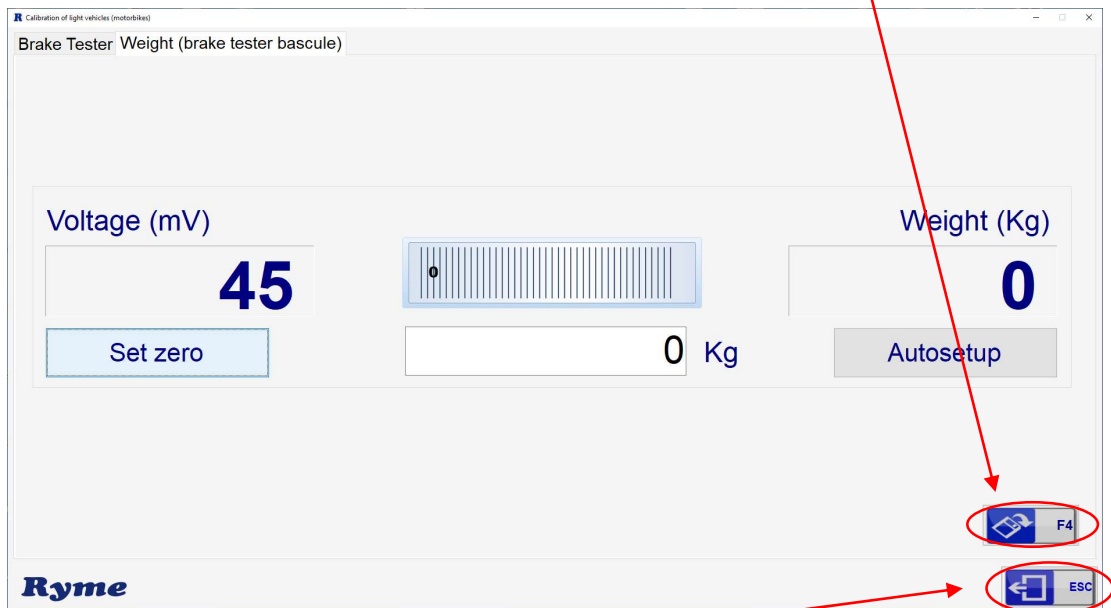 R Calibration of light vehicles (motorbikes)
Brake Tester Weight (brake tester bascule)
Voltage (mV) Weight (Kg)
45 0 0
Set zero 0 Kg Autosetup
F4
Ryme ESC